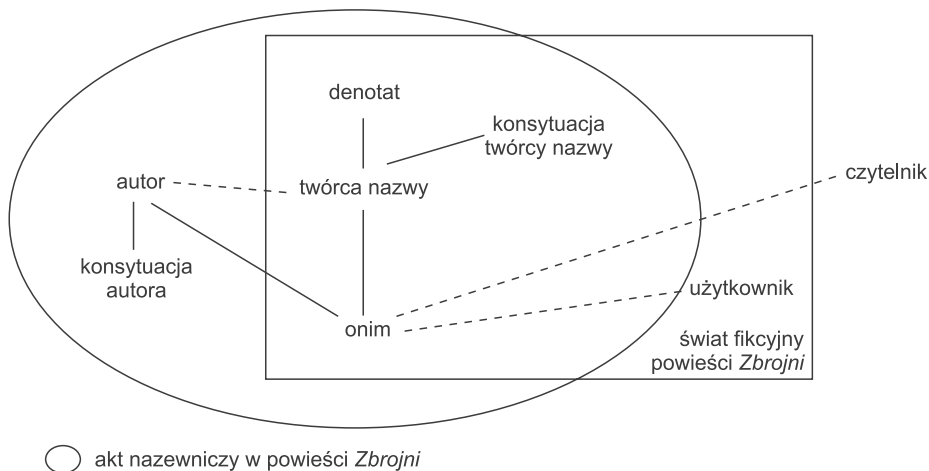 denotat
konsytuacja
twórcy nazwy
autor
twórca nazwy
czytelnik
konsytuacja
autora
użytkownik
onim
świat fikcyjny
powieści Zbrojni
akt nazewniczy w powieści Zbrojni